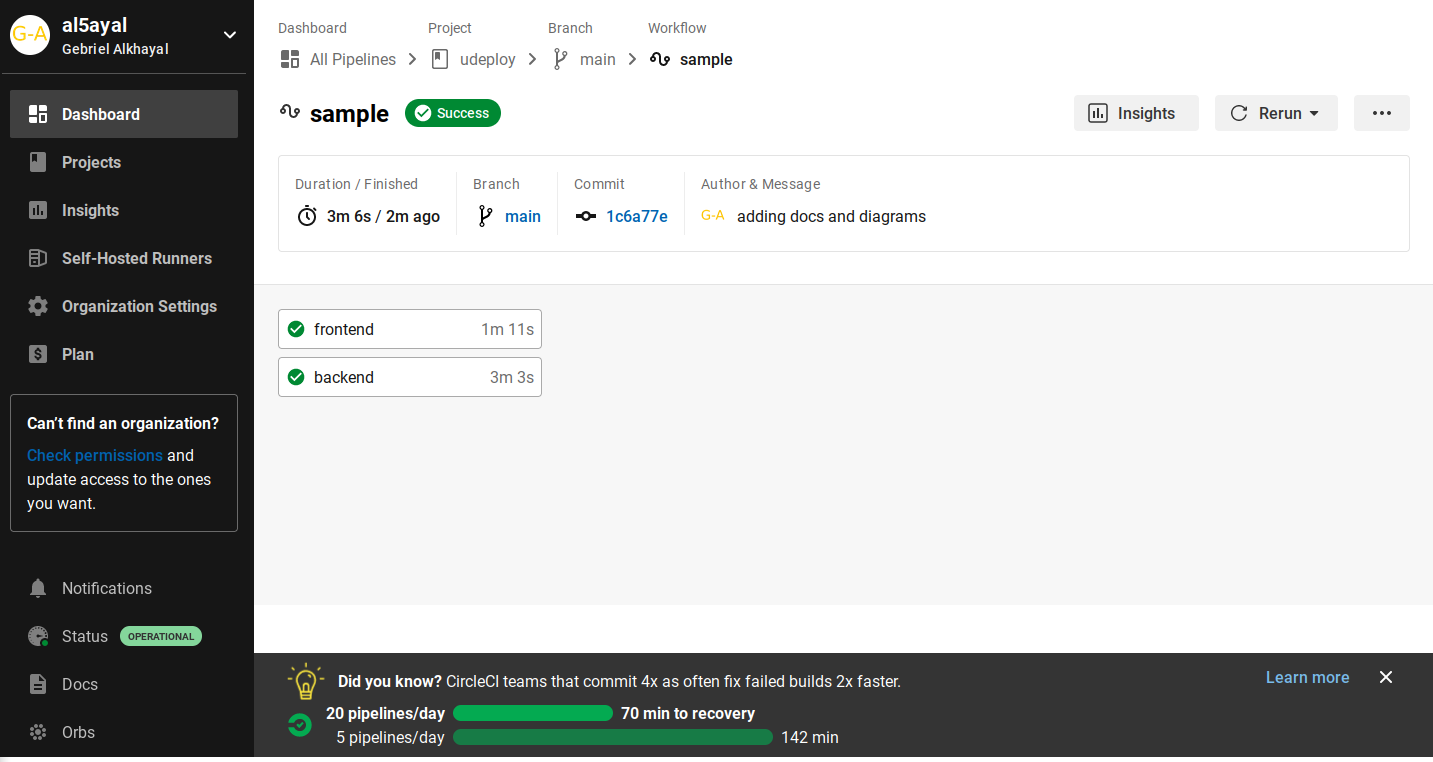 G-A
al5ayal
Gebriel Alkhayal
Dashboard
Projects
Insights
Self-Hosted Runners
Organization Settings
Plan
Can’t find an organization?
Check permissions and
update access to the ones
you want.
Notifications
Status OPERATIONAL
Docs
Orbs
Dashboard Project Branch Workflow
All Pipelines udeploy main sample
sample Success Insights Rerun
Duration / Finished Branch Commit Author & Message
3m 6s / 2m ago main 1c6a77e G-A adding docs and diagrams
frontend 1m 11s
backend 3m 3s
Did you know? CircleCI teams that commit 4x as often fix failed builds 2x faster. Learn more
20 pipelines/day 70 min to recovery
5 pipelines/day 142 min